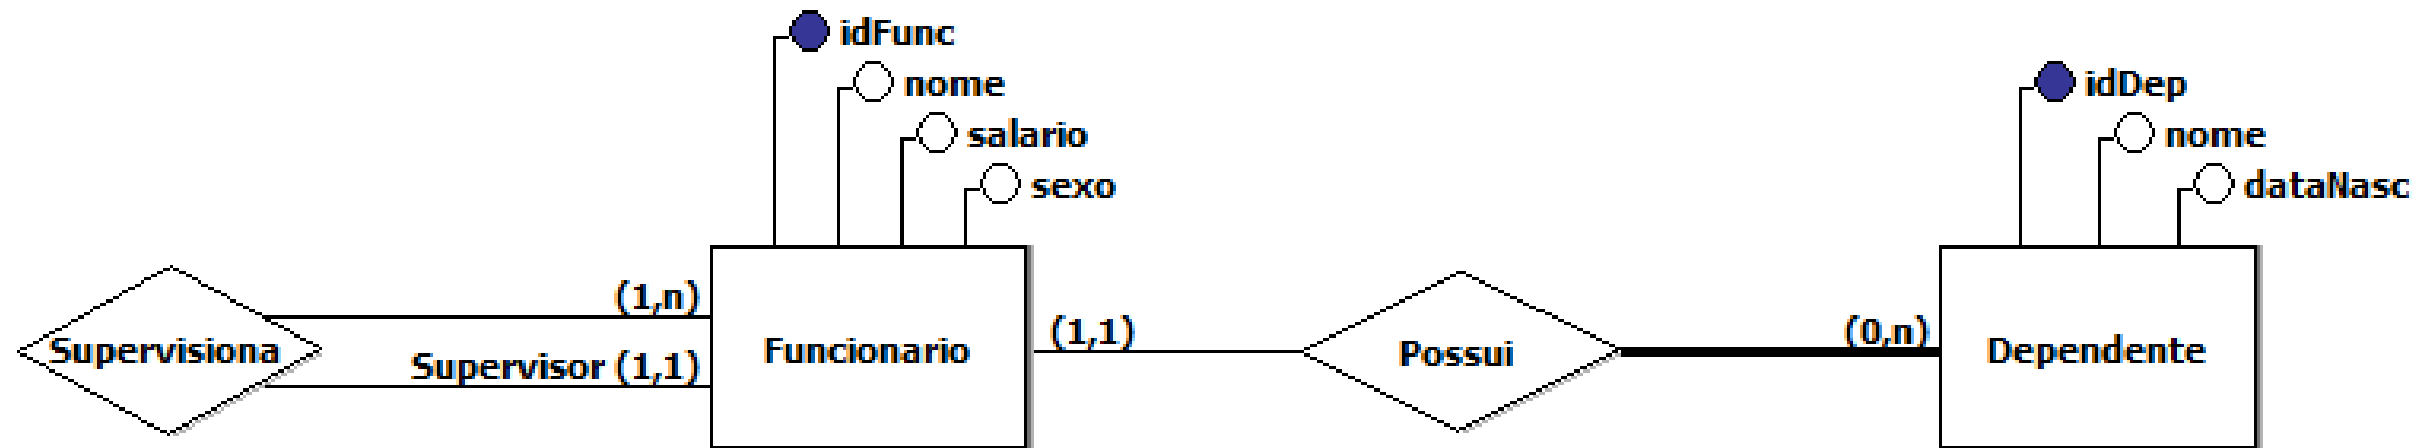 idFunc
nome
salario
sexo
idDep
nome
dataNasc
Supervisiona
(1,n)
Supervisor (1,1)
Funcionario
(1,1)
Possui
(0,n)
Dependente